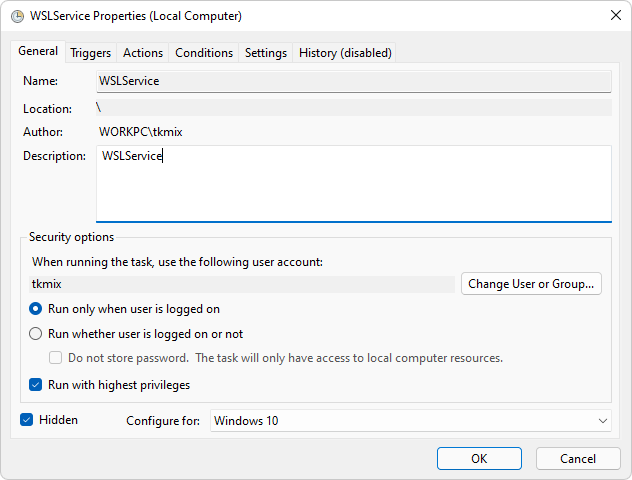 WSLService Properties (Local Computer)
General Triggers Actions Conditions Settings History (disabled)
Name: WSLService
Location: \
Author: WORKPC\tkmix
Description: WSLService
Security options
When running the task, use the following user account:
tkmix Change User or Group...
Run only when user is logged on
Run whether user is logged on or not
Do not store password. The task will only have access to local computer resources.
Run with highest privileges
Hidden Configure for: Windows 10
OK Cancel